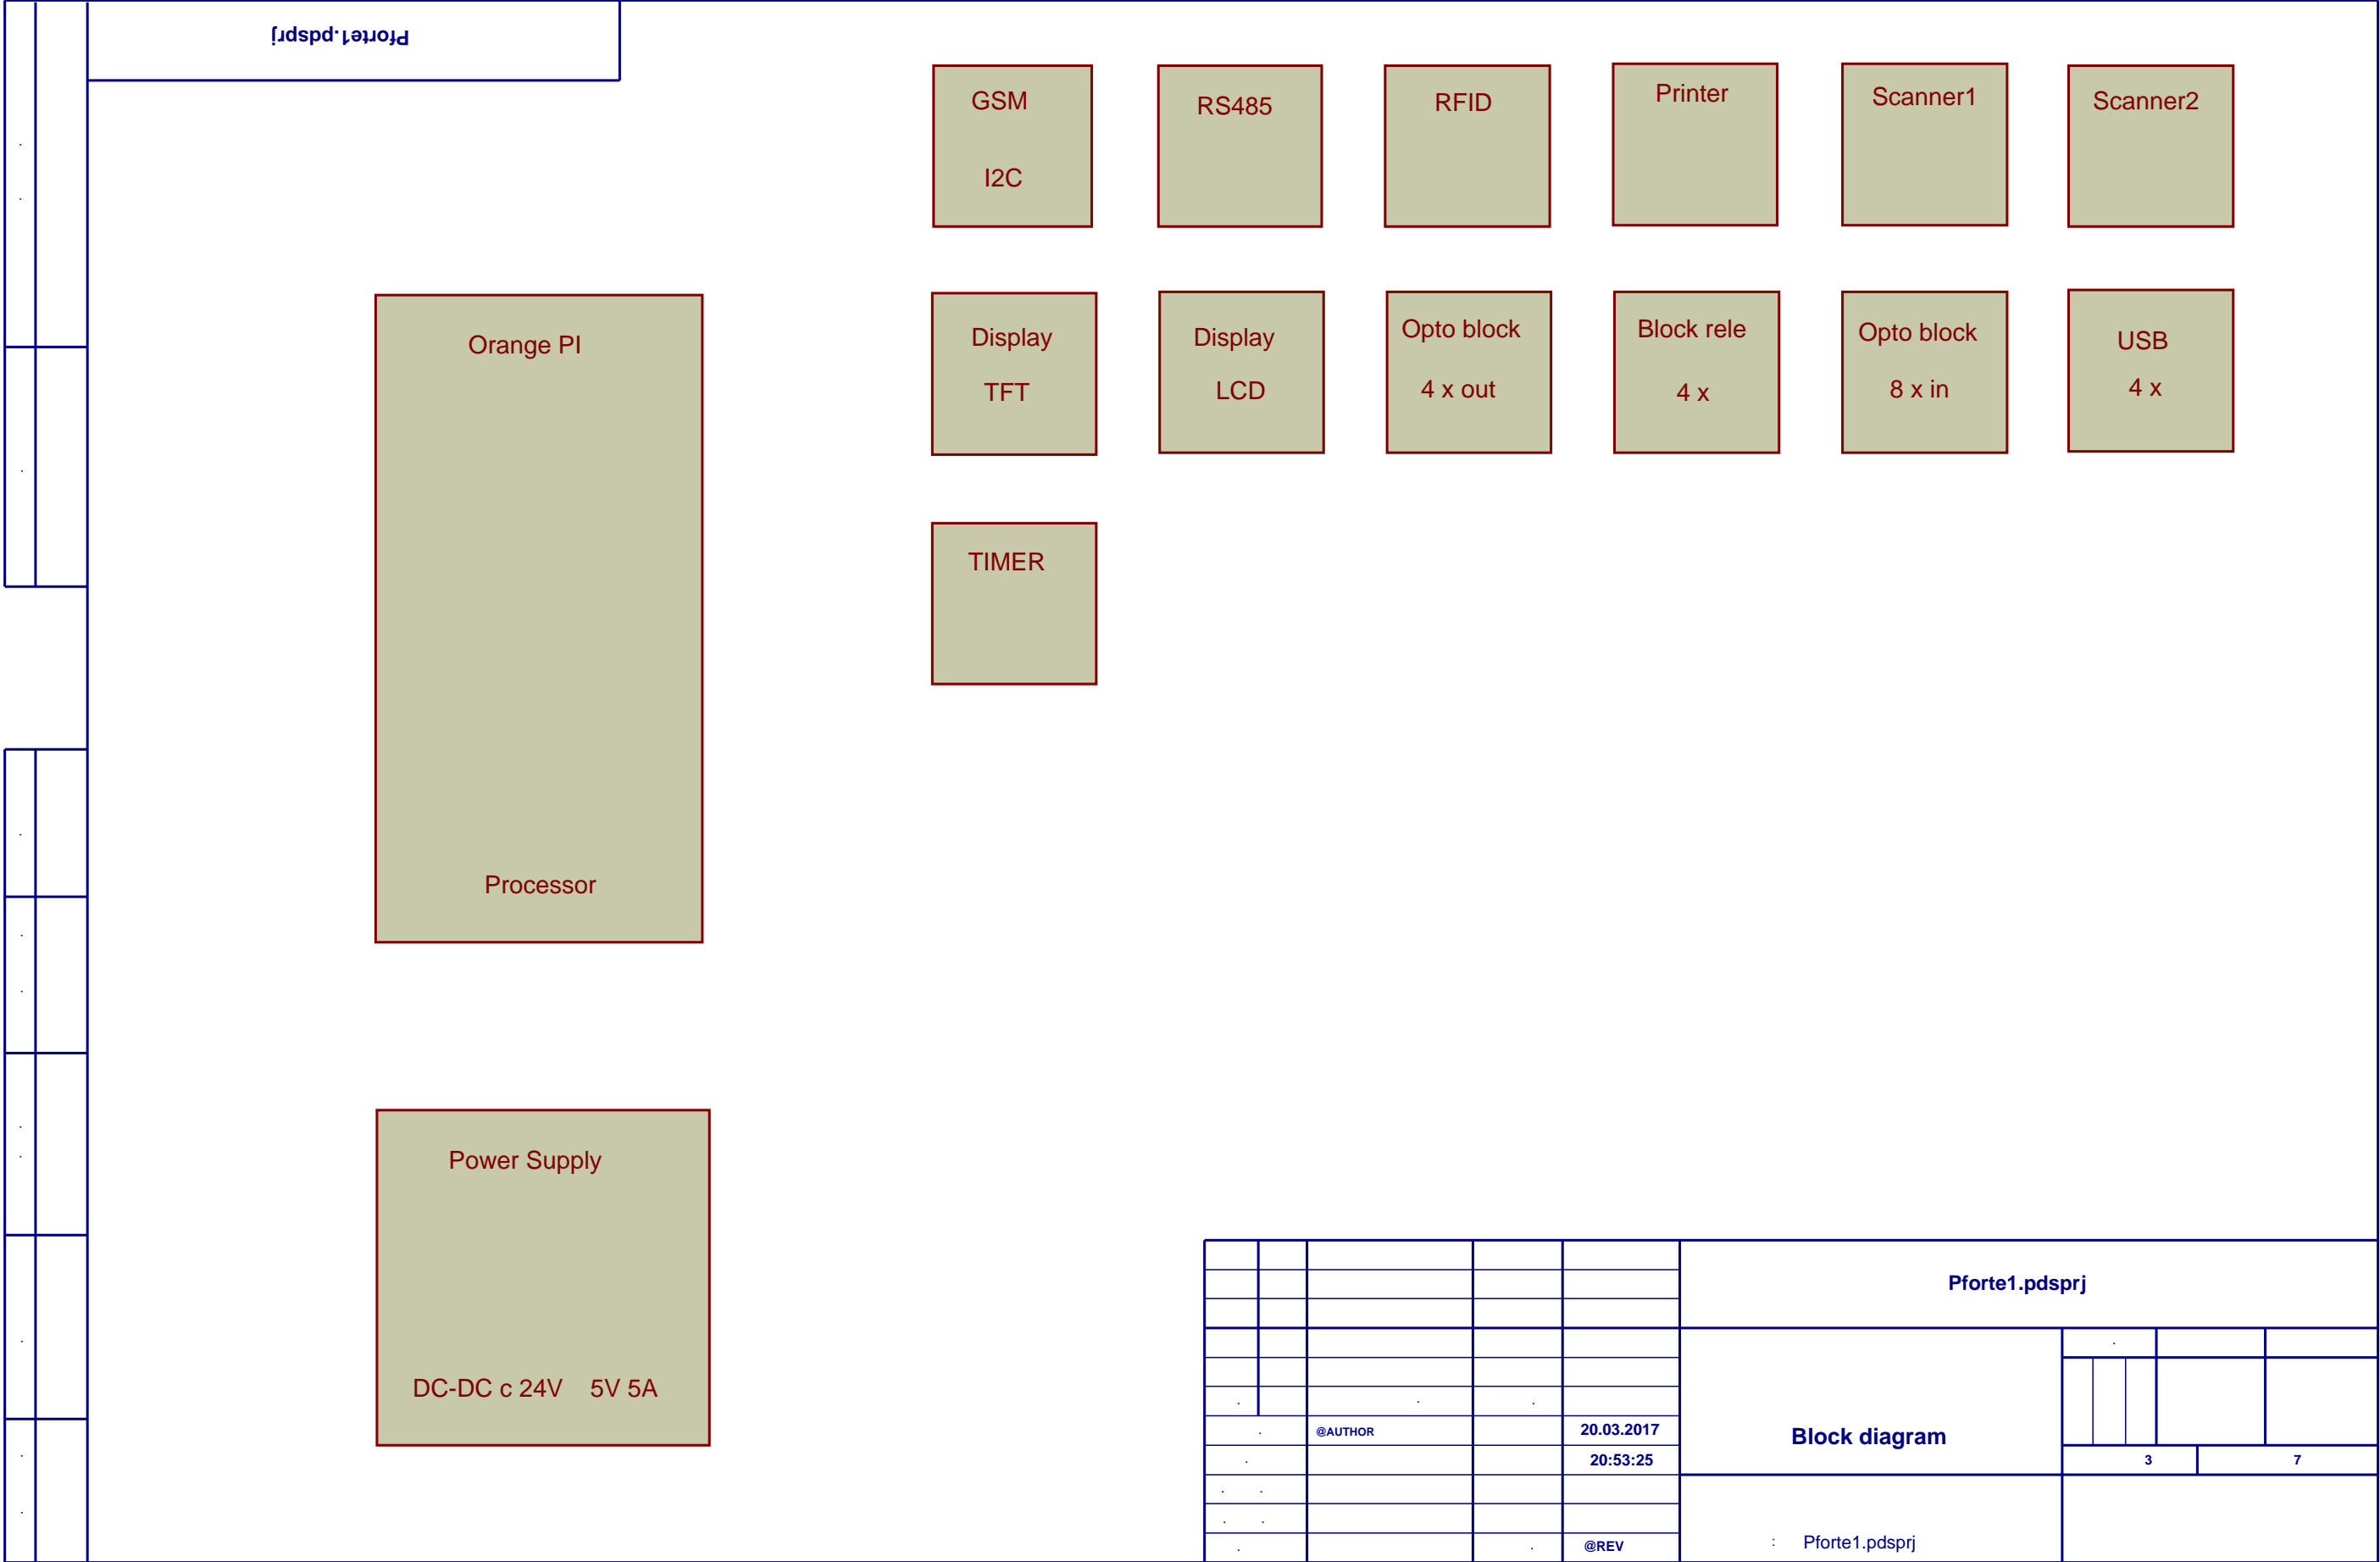 Pforte1.pdsprj
GSM
I2C
RS485
RFID
Printer
Scanner1
Scanner2
Display
TFT
Display
LCD
Opto block
4 x out
Block rele
4 x
Opto block
8 x in
USB
4 x
TIMER
Orange PI
Processor
Power Supply
DC-DC c 24V 5V 5A
Pforte1.pdsprj
@AUTHOR
20.03.2017
20:53:25
@REV
Block diagram
3
7
: Pforte1.pdsprj